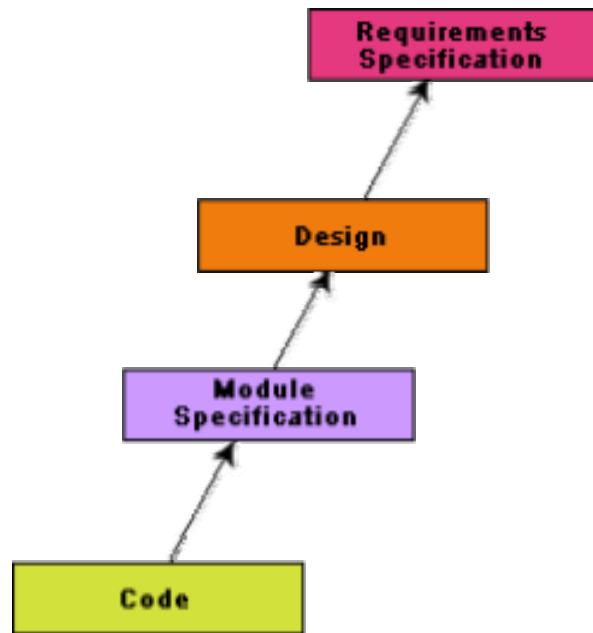 Requirements
Specification
Design
Module
Specification
Code